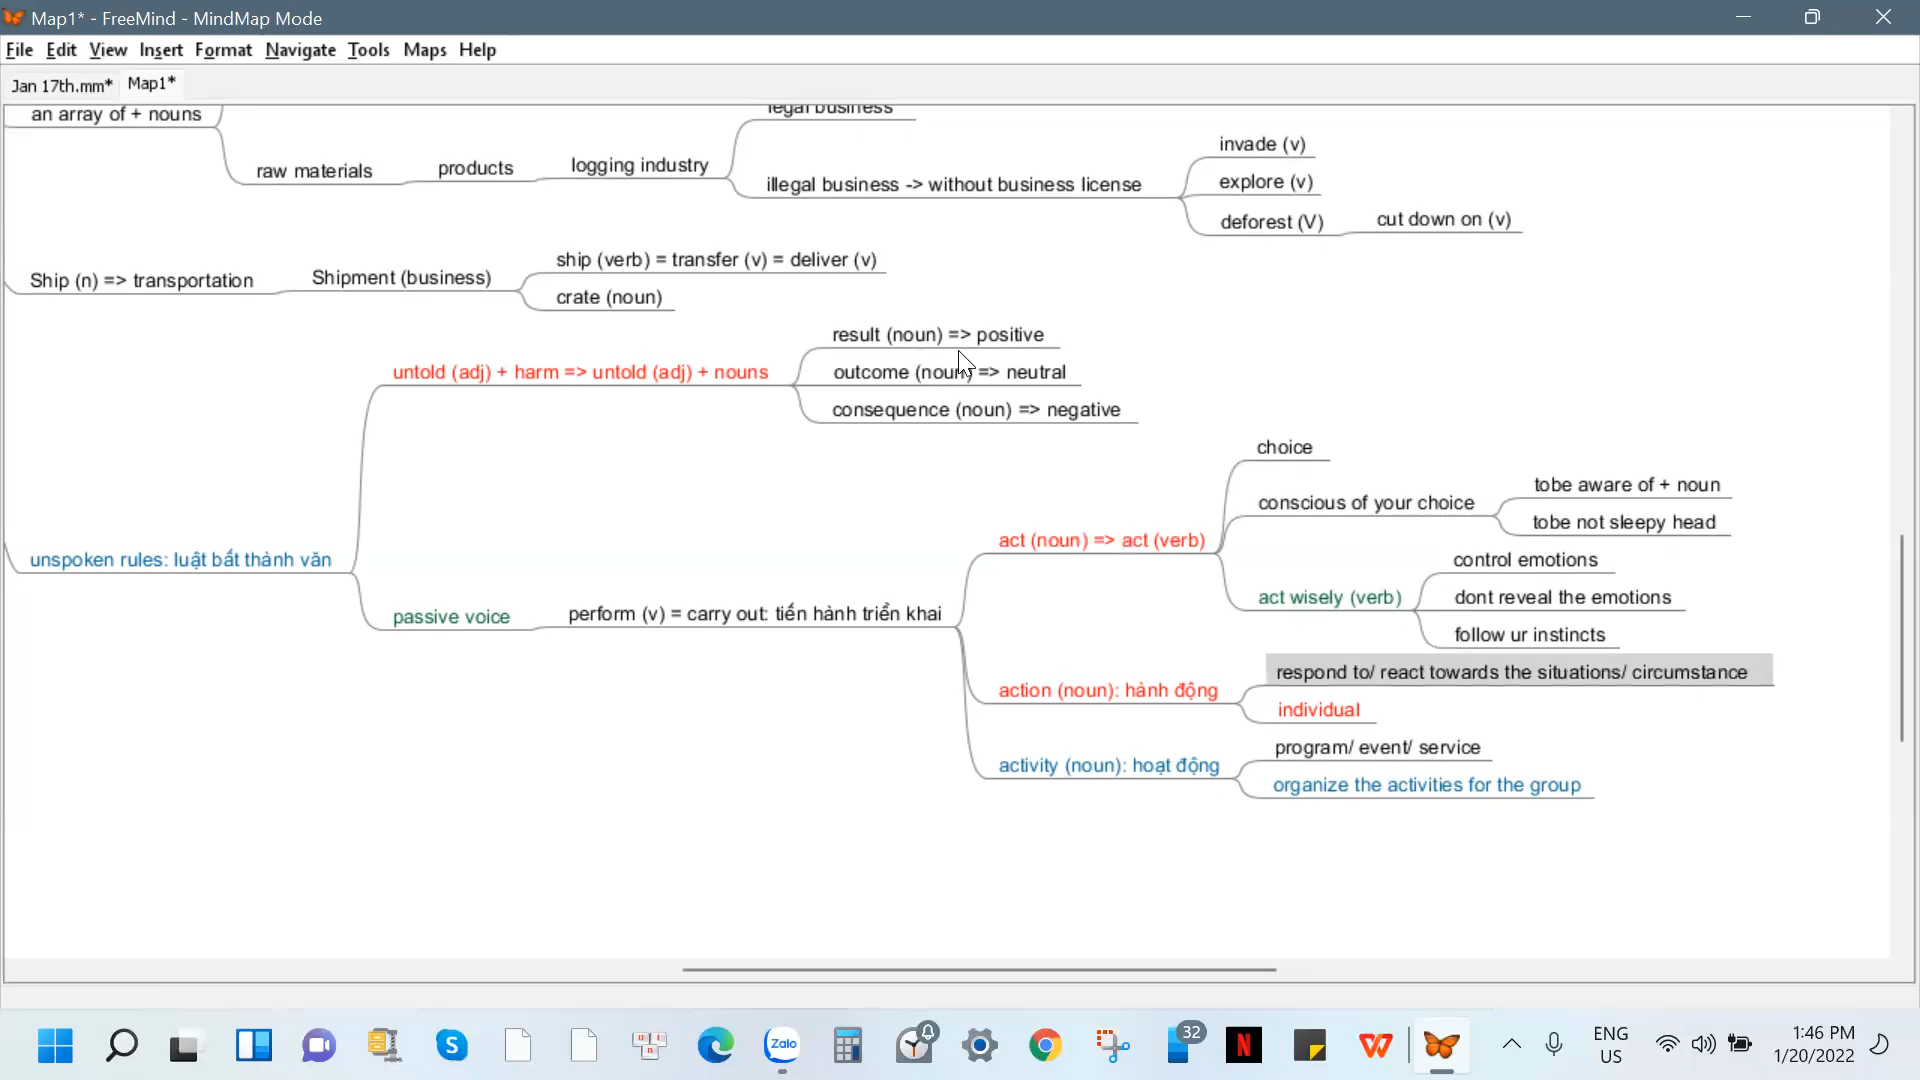 Map1* - FreeMind - MindMap Mode
File Edit View Insert Format Navigate Tools Maps Help
Jan 17th.mm* Map1*
an array of + nouns
legal business
raw materials
products
logging industry
illegal business -> without business license
invade (v)
explore (v)
deforest (V)
cut down on (v)
Ship (n) => transportation
Shipment (business)
ship (verb) = transfer (v) = deliver (v)
crate (noun)
untold (adj) + harm => untold (adj) + nouns
result (noun) => positive
outcome (noun) => neutral
consequence (noun) => negative
unspoken rules: luật bất thành văn
passive voice
perform (v) = carry out: tiến hành triển khai
act (noun) => act (verb)
choice
conscious of your choice
tobe aware of + noun
tobe not sleepy head
act wisely (verb)
control emotions
dont reveal the emotions
follow ur instincts
action (noun): hành động
respond to/ react towards the situations/ circumstance
individual
activity (noun): hoạt động
program/ event/ service
organize the activities for the group
Zalo
32
N
ENG
US
1:46 PM
1/20/2022